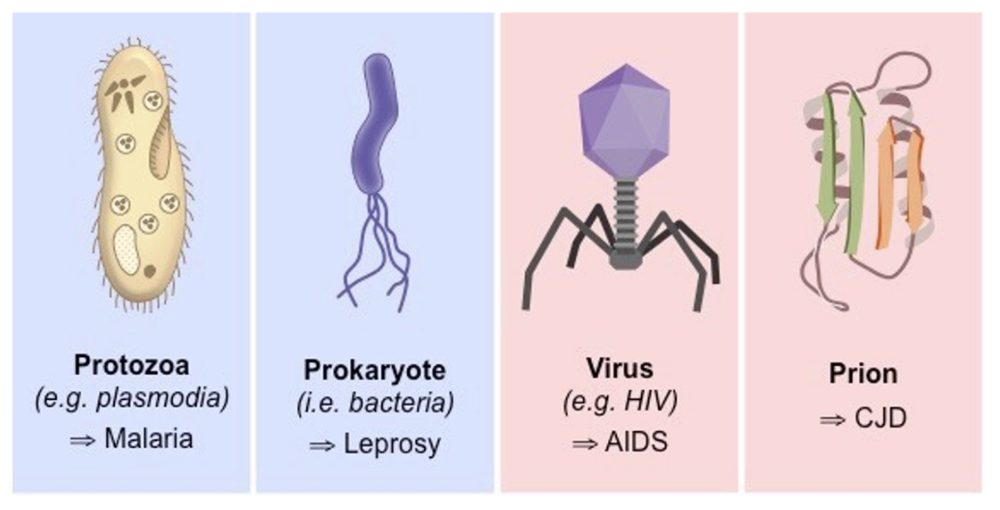 Protozoa
(e.g. plasmodia)
⇒ Malaria
Prokaryote
(i.e. bacteria)
⇒ Leprosy
Virus
(e.g. HIV)
⇒ AIDS
Prion
⇒ CJD